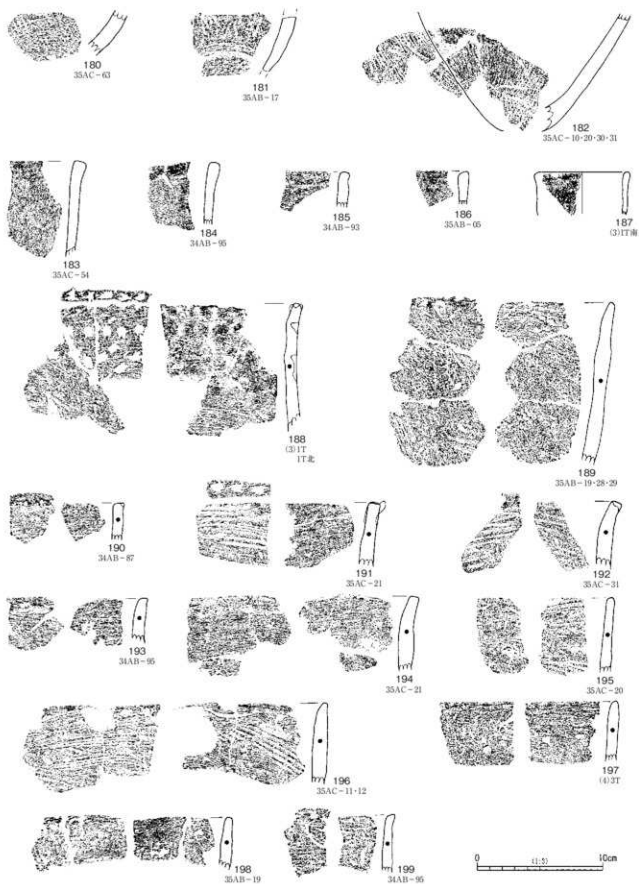 180
35AC-63
181
35AB-17
182
35AC-10・20・30・31
183
35AC-54
184
34AB-95
185
34AB-93
186
35AB-05
187
(3)1T南
188
(3)1T
1T北
189
35AB-19・28・29
190
34AB-87
191
35AC-21
192
35AC-31
193
34AB-95
194
35AC-21
195
35AC-20
196
35AC-11・12
197
(4)3T
198
35AB-19
199
34AB-95
0 (1:3) 10cm